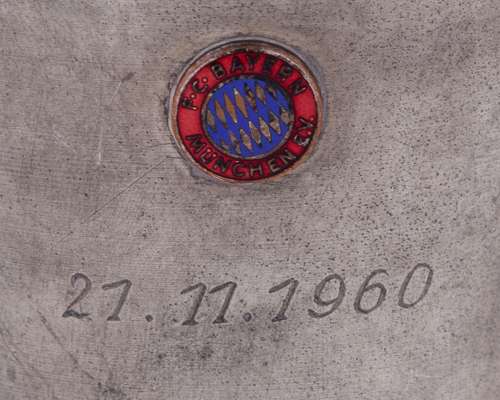 F.C. BAYERN
MÜNCHEN E.V.
21. 11. 1960